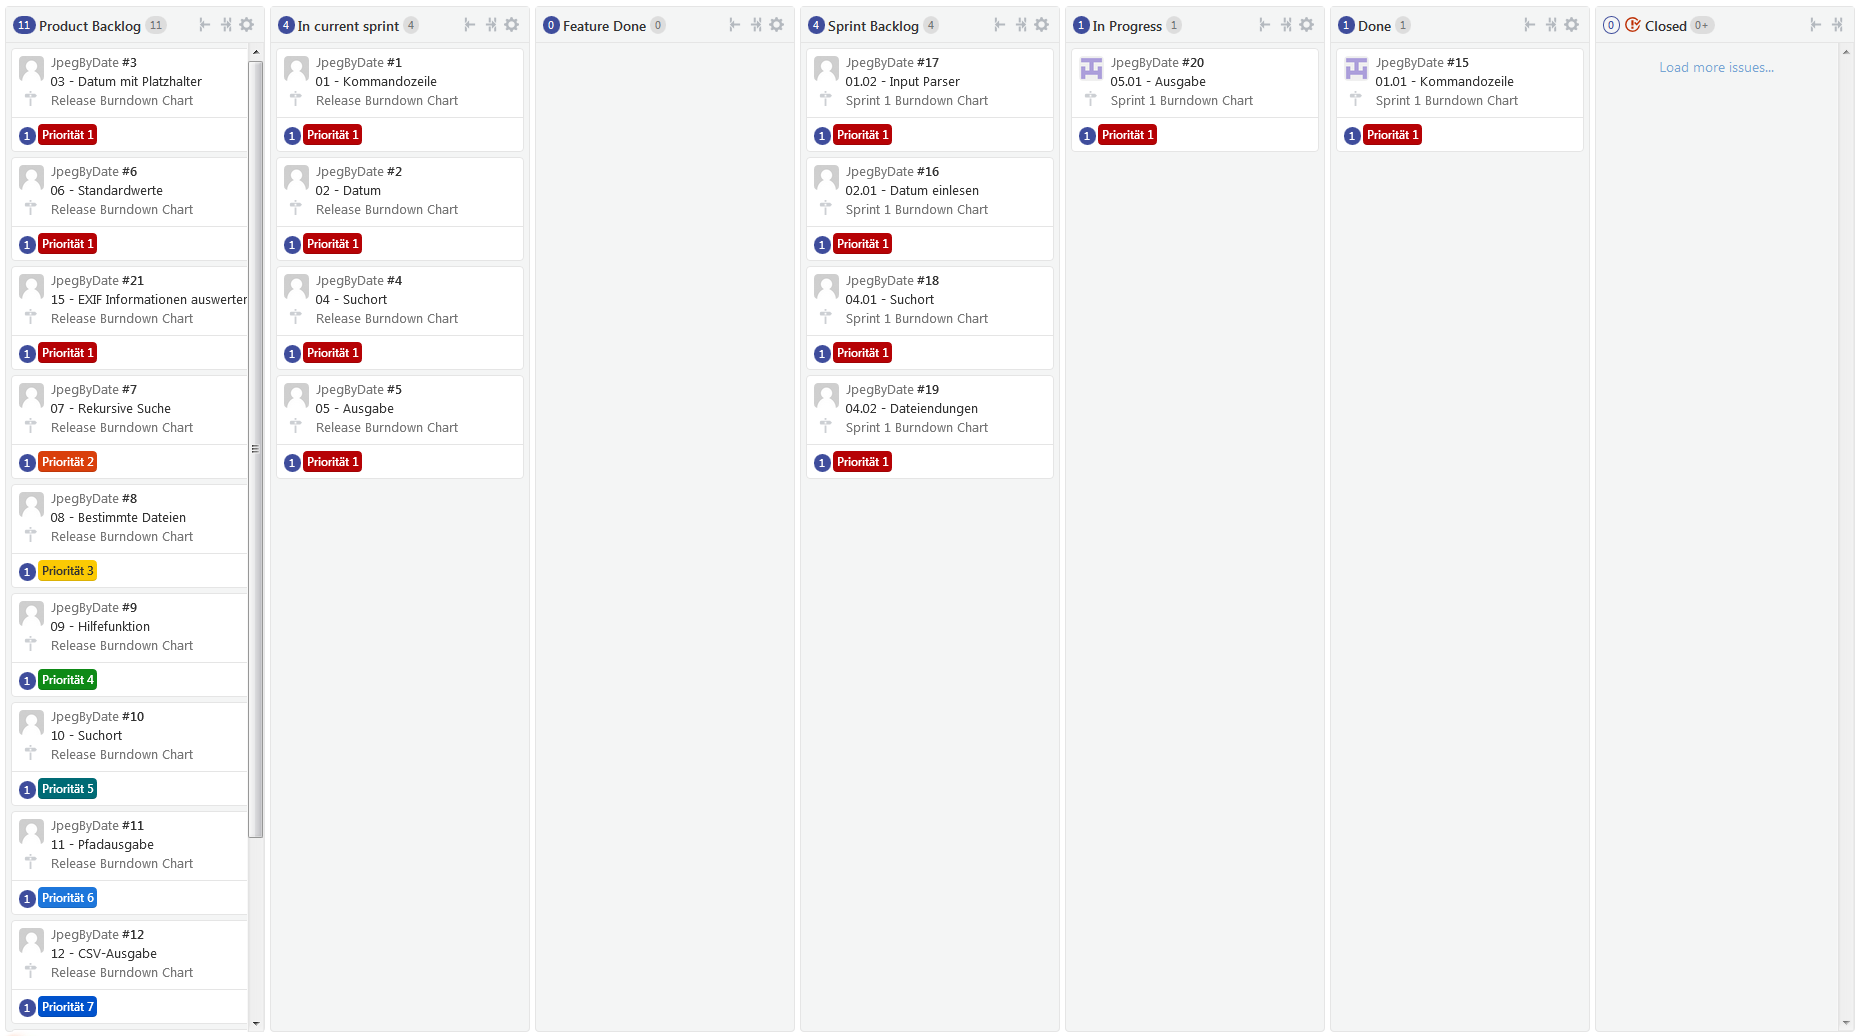 11 Product Backlog 11
JpegByDate #3
03 - Datum mit Platzhalter
Release Burndown Chart
1 Priorität 1
JpegByDate #6
06 - Standardwerte
Release Burndown Chart
1 Priorität 1
JpegByDate #21
15 - EXIF Informationen auswerten
Release Burndown Chart
1 Priorität 1
JpegByDate #7
07 - Rekursive Suche
Release Burndown Chart
1 Priorität 2
JpegByDate #8
08 - Bestimmte Dateien
Release Burndown Chart
1 Priorität 3
JpegByDate #9
09 - Hilfefunktion
Release Burndown Chart
1 Priorität 4
JpegByDate #10
10 - Suchort
Release Burndown Chart
1 Priorität 5
JpegByDate #11
11 - Pfadausgabe
Release Burndown Chart
1 Priorität 6
JpegByDate #12
12 - CSV-Ausgabe
Release Burndown Chart
1 Priorität 7
4 In current sprint 4
JpegByDate #1
01 - Kommandozeile
Release Burndown Chart
1 Priorität 1
JpegByDate #2
02 - Datum
Release Burndown Chart
1 Priorität 1
JpegByDate #4
04 - Suchort
Release Burndown Chart
1 Priorität 1
JpegByDate #5
05 - Ausgabe
Release Burndown Chart
1 Priorität 1
0 Feature Done 0
4 Sprint Backlog 4
JpegByDate #17
01.02 - Input Parser
Sprint 1 Burndown Chart
1 Priorität 1
JpegByDate #16
02.01 - Datum einlesen
Sprint 1 Burndown Chart
1 Priorität 1
JpegByDate #18
04.01 - Suchort
Sprint 1 Burndown Chart
1 Priorität 1
JpegByDate #19
04.02 - Dateiendungen
Sprint 1 Burndown Chart
1 Priorität 1
1 In Progress 1
JpegByDate #20
05.01 - Ausgabe
Sprint 1 Burndown Chart
1 Priorität 1
1 Done 1
JpegByDate #15
01.01 - Kommandozeile
Sprint 1 Burndown Chart
1 Priorität 1
0 Closed 0+
Load more issues...